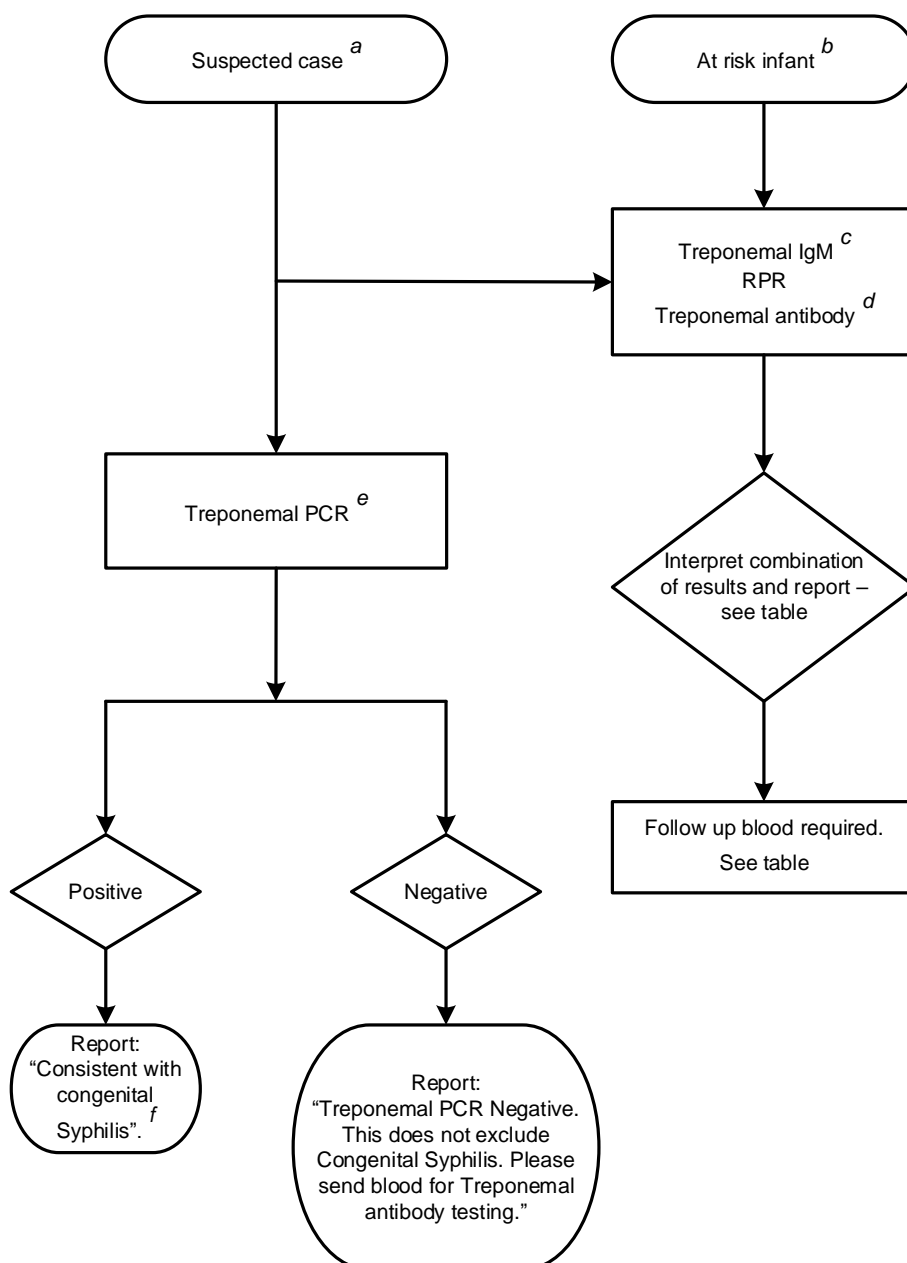 Suspected case a
At risk infant b
Treponemal IgM c
RPR
Treponemal antibody d
Treponemal PCR e
Interpret combination
of results and report –
see table
Follow up blood required.
See table
Positive
Negative
Report:
“Consistent with
congenital
Syphilis”. f
Report:
“Treponemal PCR Negative.
This does not exclude
Congenital Syphilis. Please
send blood for Treponemal
antibody testing.”